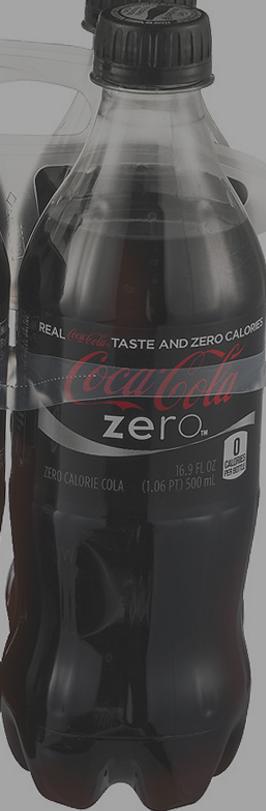 REAL Coca-Cola TASTE AND ZERO CALORIES
Coca-Cola
zero™
0
CALORIES
PER BOTTLE
ZERO CALORIE COLA
16.9 FL OZ
(1.06 PT) 500 mL